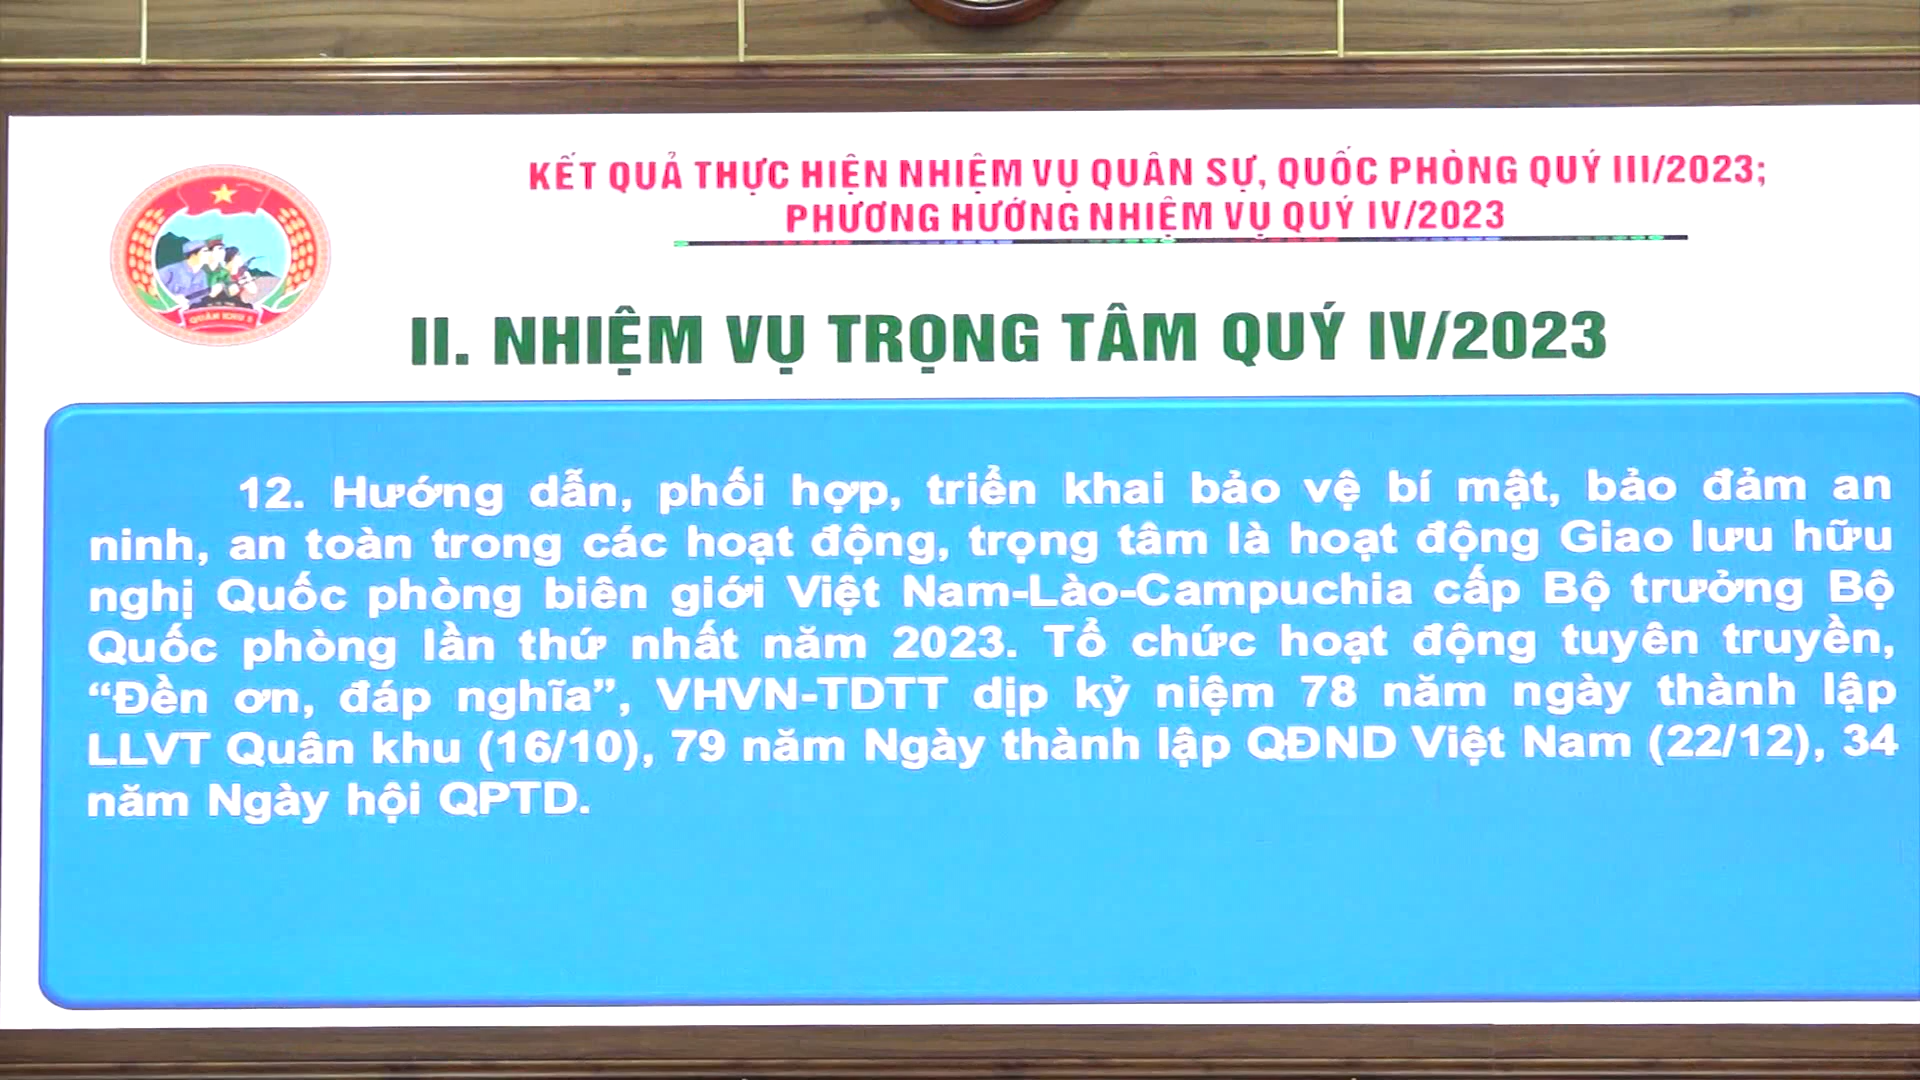 KẾT QUẢ THỰC HIỆN NHIỆM VỤ QUÂN SỰ, QUỐC PHÒNG QUÝ III/2023;
PHƯƠNG HƯỚNG NHIỆM VỤ QUÝ IV/2023
QUÂN KHU 5
II. NHIỆM VỤ TRỌNG TÂM QUÝ IV/2023
12. Hướng dẫn, phối hợp, triển khai bảo vệ bí mật, bảo đảm an
ninh, an toàn trong các hoạt động, trọng tâm là hoạt động Giao lưu hữu
nghị Quốc phòng biên giới Việt Nam-Lào-Campuchia cấp Bộ trưởng Bộ
Quốc phòng lần thứ nhất năm 2023. Tổ chức hoạt động tuyên truyền,
“Đền ơn, đáp nghĩa”, VHVN-TDTT dịp kỷ niệm 78 năm ngày thành lập
LLVT Quân khu (16/10), 79 năm Ngày thành lập QĐND Việt Nam (22/12), 34
năm Ngày hội QPTD.